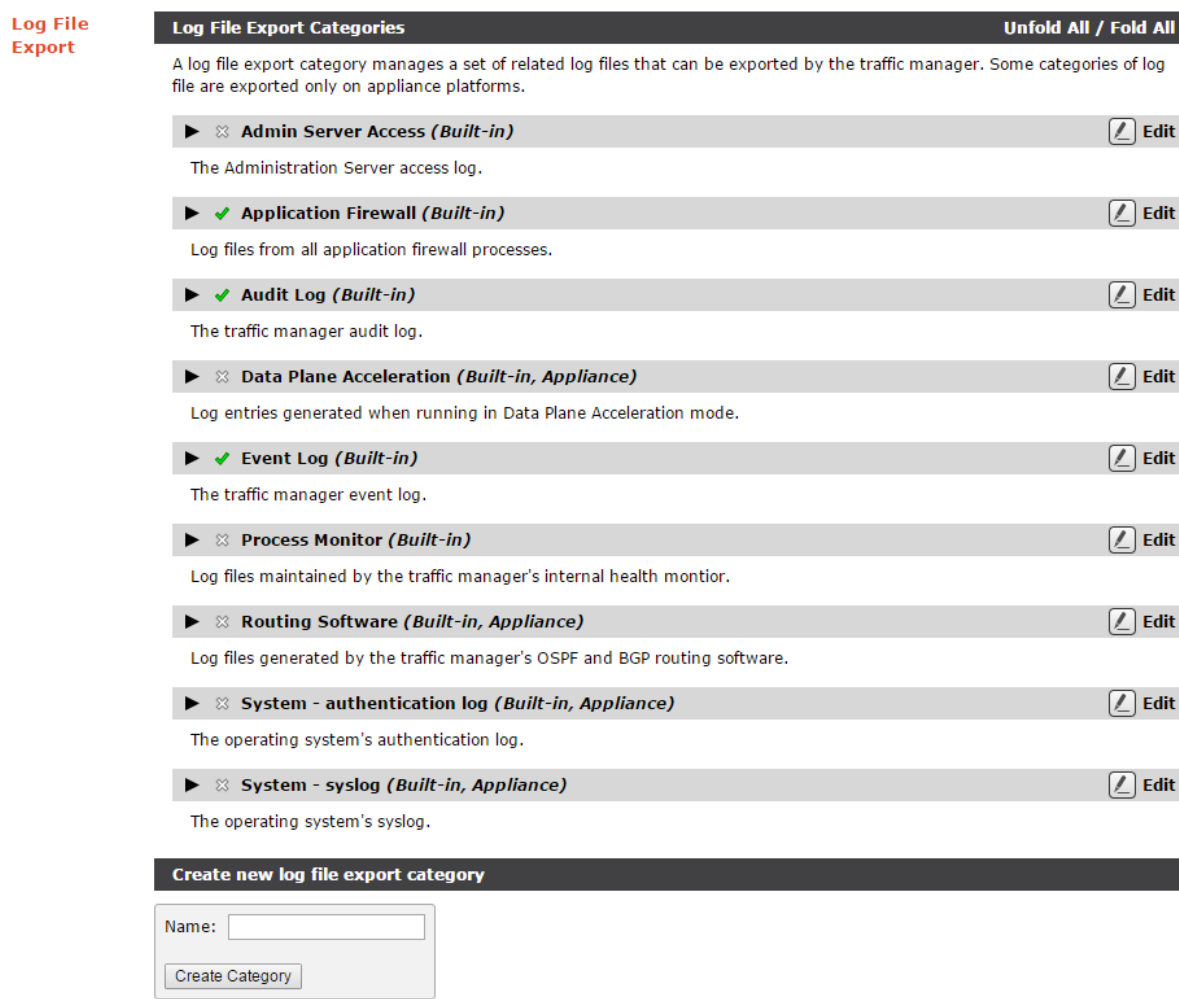 Log File
Export
Log File Export Categories Unfold All / Fold All
A log file export category manages a set of related log files that can be exported by the traffic manager. Some categories of log
file are exported only on appliance platforms.
Admin Server Access (Built-in) Edit
The Administration Server access log.
Application Firewall (Built-in) Edit
Log files from all application firewall processes.
Audit Log (Built-in) Edit
The traffic manager audit log.
Data Plane Acceleration (Built-in, Appliance) Edit
Log entries generated when running in Data Plane Acceleration mode.
Event Log (Built-in) Edit
The traffic manager event log.
Process Monitor (Built-in) Edit
Log files maintained by the traffic manager's internal health montior.
Routing Software (Built-in, Appliance) Edit
Log files generated by the traffic manager's OSPF and BGP routing software.
System - authentication log (Built-in, Appliance) Edit
The operating system's authentication log.
System - syslog (Built-in, Appliance) Edit
The operating system's syslog.
Create new log file export category
Name:
Create Category